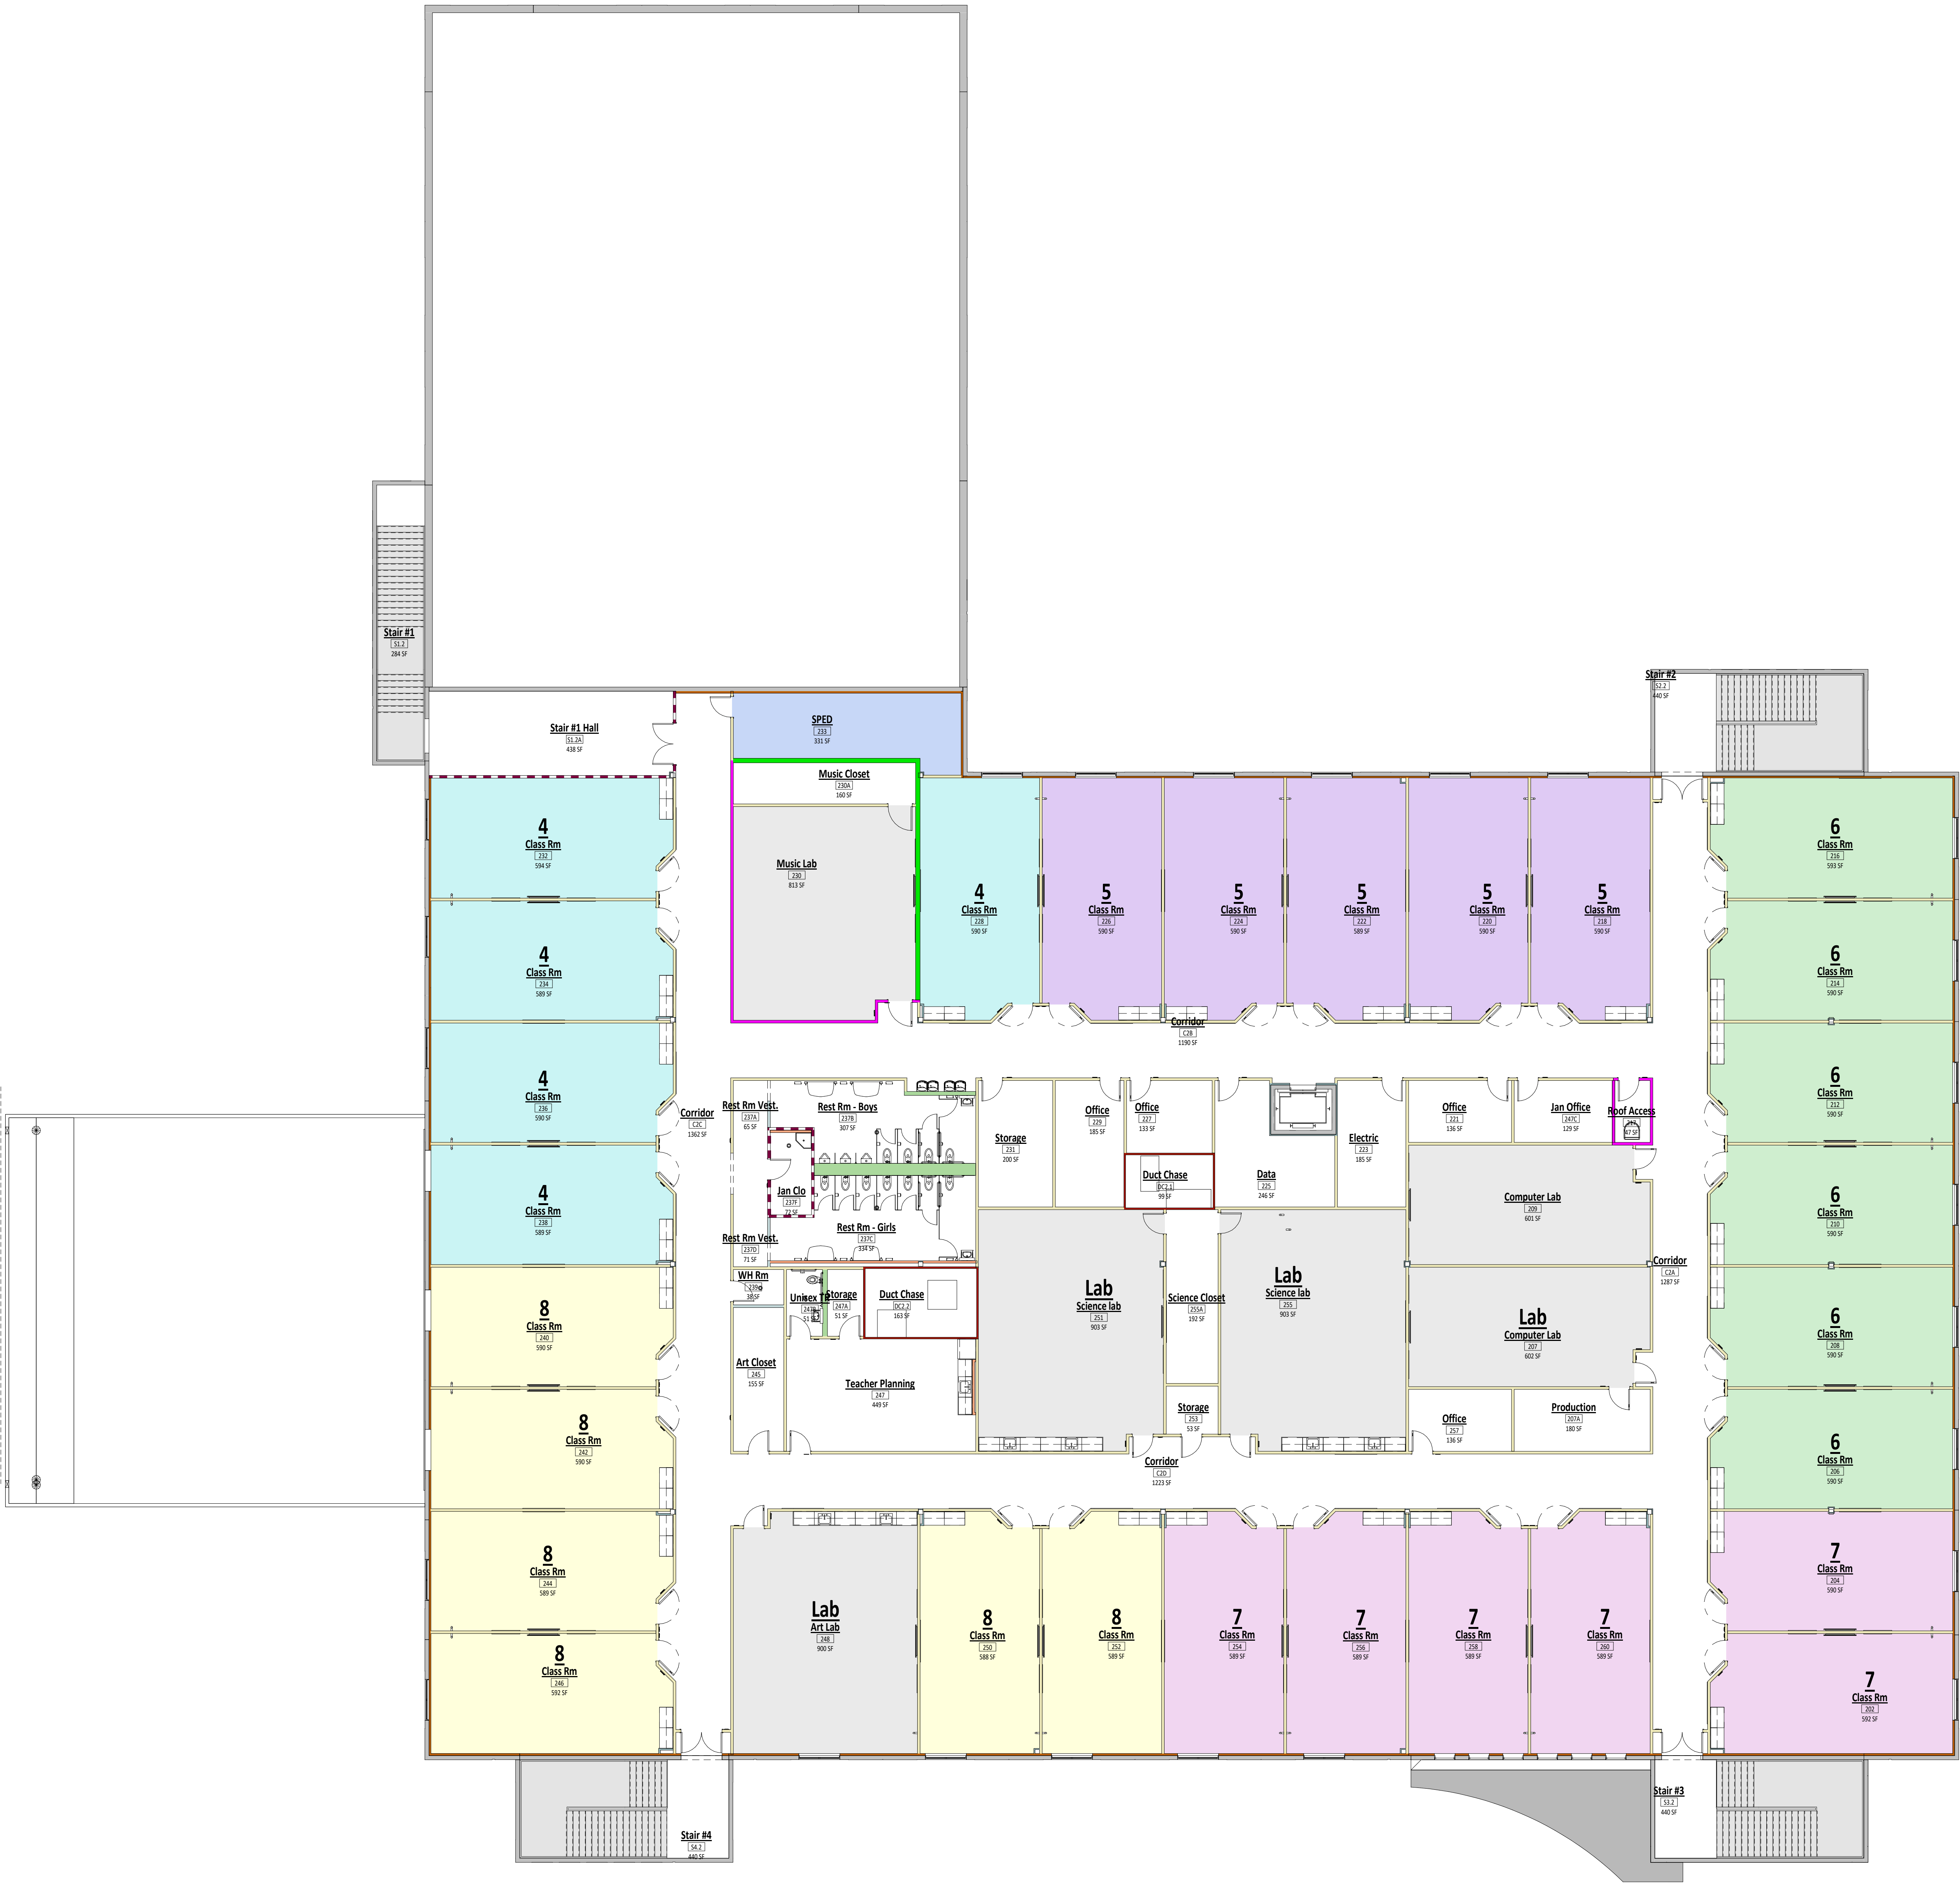 Stair #1
S1.2
284 SF
Stair #2
S2.2
440 SF
Stair #1 Hall
S1.2A
438 SF
SPED
233
331 SF
Music Closet
230A
160 SF
Music Lab
230
813 SF
4
Class Rm
232
594 SF
4
Class Rm
234
589 SF
4
Class Rm
236
590 SF
4
Class Rm
238
589 SF
8
Class Rm
240
590 SF
8
Class Rm
242
590 SF
8
Class Rm
244
589 SF
8
Class Rm
246
592 SF
4
Class Rm
228
590 SF
5
Class Rm
226
590 SF
5
Class Rm
224
590 SF
5
Class Rm
222
589 SF
5
Class Rm
220
590 SF
5
Class Rm
218
590 SF
6
Class Rm
216
593 SF
6
Class Rm
214
590 SF
6
Class Rm
212
590 SF
6
Class Rm
210
590 SF
6
Class Rm
208
590 SF
6
Class Rm
206
590 SF
7
Class Rm
204
590 SF
7
Class Rm
202
592 SF
Corridor
C2B
1190 SF
Corridor
C2C
1362 SF
Rest Rm Vest.
237A
65 SF
Rest Rm - Boys
237B
307 SF
Jan Clo
237F
72 SF
Rest Rm - Girls
237C
334 SF
Rest Rm Vest.
237D
71 SF
WH Rm
239
38 SF
Unisex TR
247B
51 SF
Storage
247A
51 SF
Duct Chase
DC2.2
163 SF
Art Closet
245
155 SF
Teacher Planning
247
449 SF
Storage
231
200 SF
Office
229
185 SF
Office
227
133 SF
Duct Chase
DC2.1
99 SF
Data
225
246 SF
Electric
223
185 SF
Office
221
136 SF
Jan Office
247C
129 SF
Roof Access
217
47 SF
Computer Lab
209
601 SF
Lab
Computer Lab
207
602 SF
Corridor
C2A
1287 SF
Lab
Science lab
251
903 SF
Science Closet
255A
192 SF
Lab
Science lab
255
903 SF
Storage
253
53 SF
Office
257
136 SF
Production
207A
180 SF
Corridor
C2D
1223 SF
Lab
Art Lab
248
900 SF
8
Class Rm
250
588 SF
8
Class Rm
252
589 SF
7
Class Rm
254
589 SF
7
Class Rm
256
589 SF
7
Class Rm
258
589 SF
7
Class Rm
260
589 SF
Stair #3
S3.2
440 SF
Stair #4
S4.2
440 SF